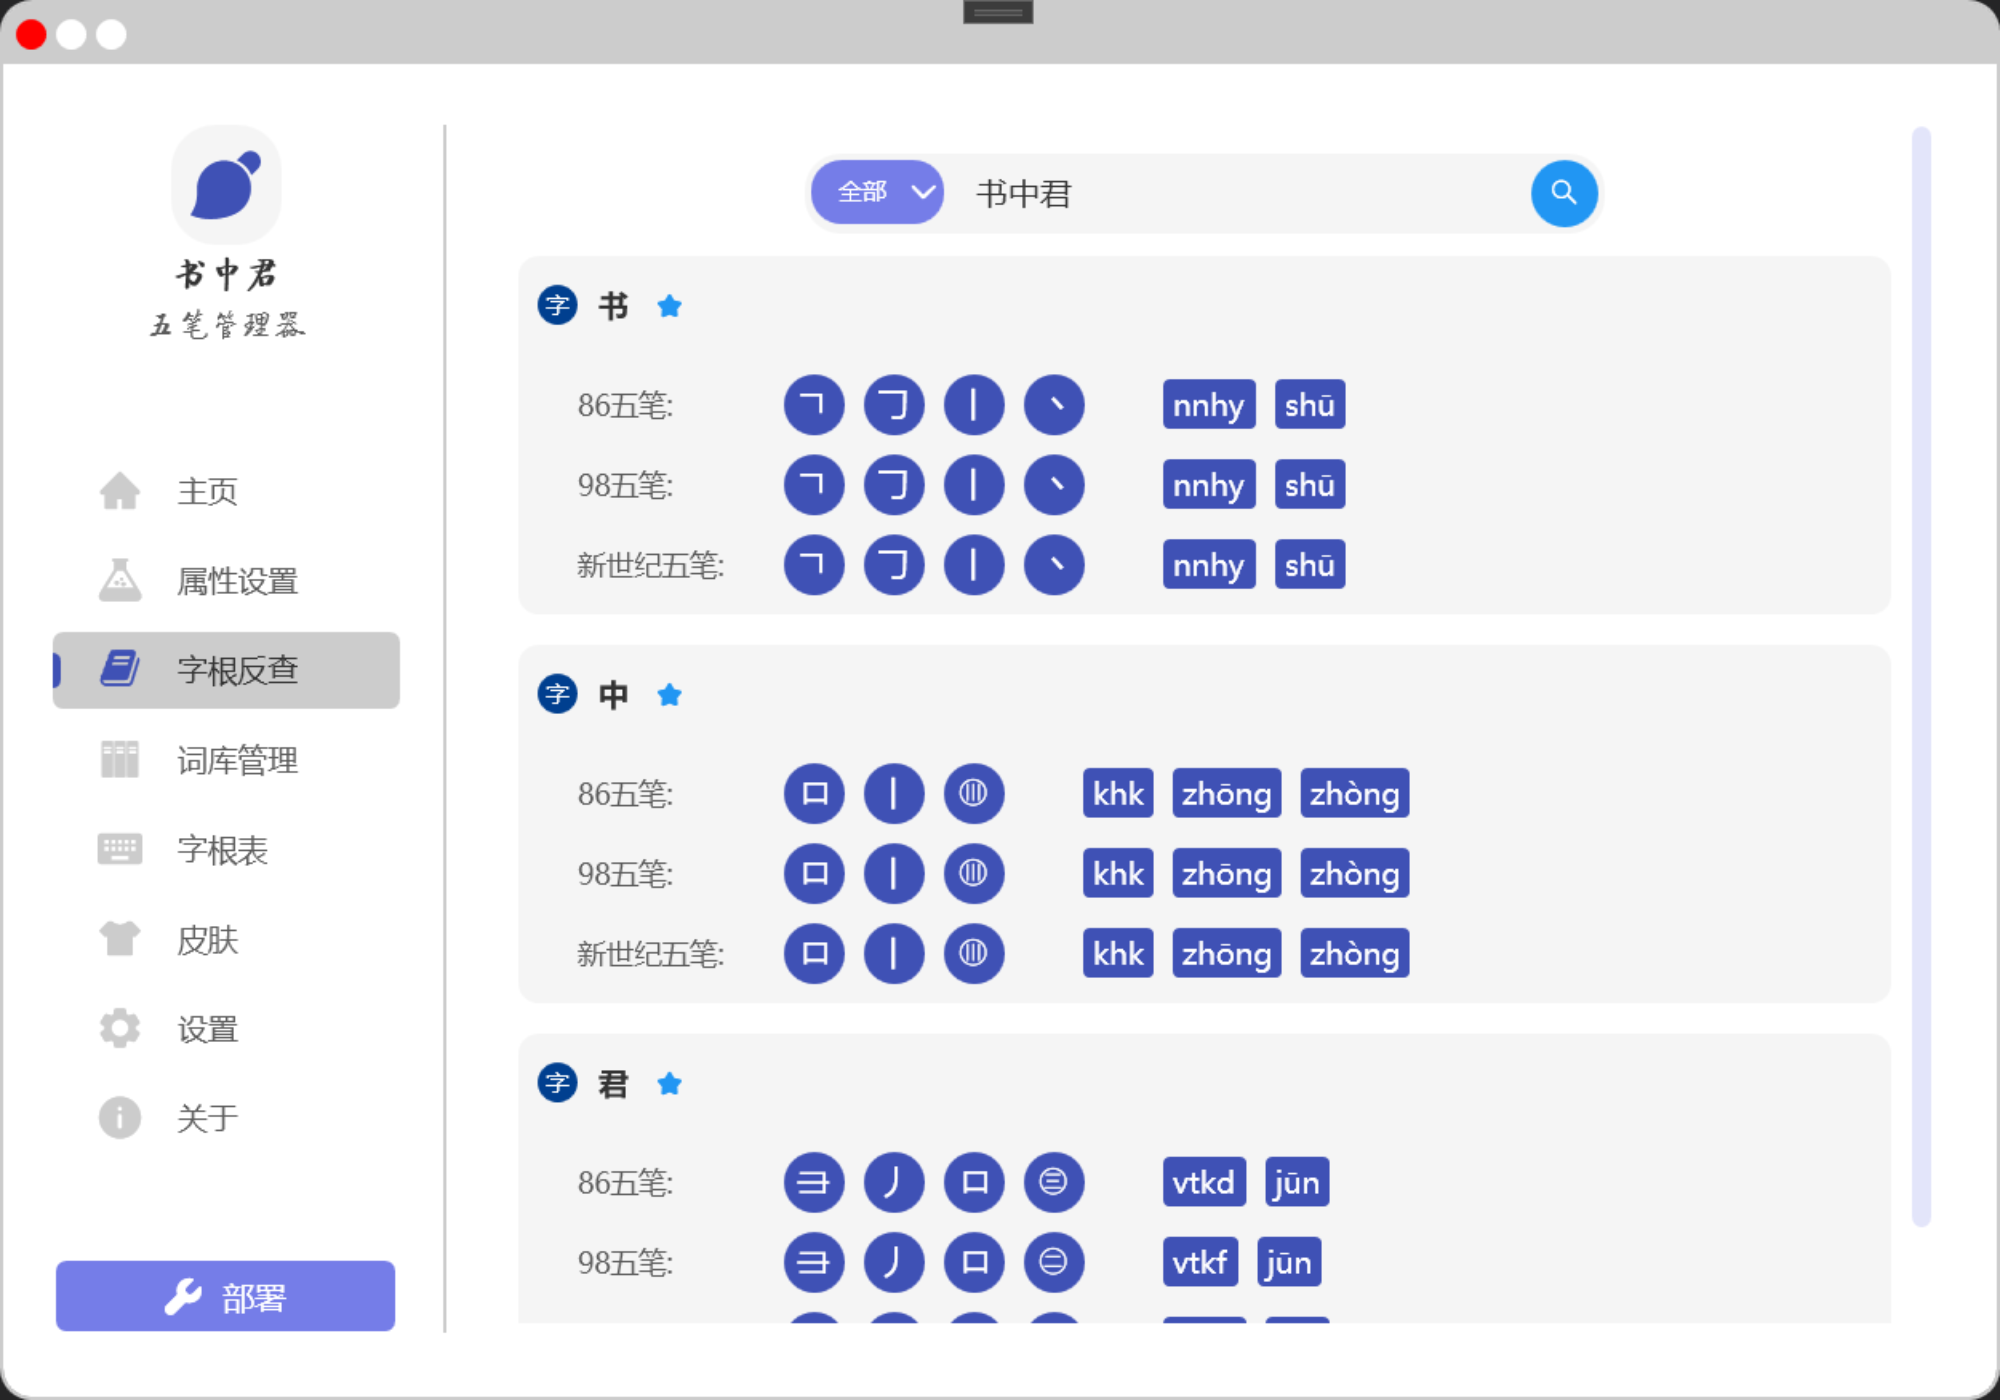 书中君
五笔管理器
主页
属性设置
字根反查
词库管理
字根表
皮肤
设置
关于
部署
全部 书中君
字 书
86五笔: ㇕ 丨 丶 nnhy shū
98五笔: ㇕ 丨 丶 nnhy shū
新世纪五笔: ㇕ 丨 丶 nnhy shū
字 中
86五笔: 口 丨 khk zhōng zhòng
98五笔: 口 丨 khk zhōng zhòng
新世纪五笔: 口 丨 khk zhōng zhòng
字 君
86五笔: 彐 丿 口 ㊂ vtkd jūn
98五笔: 彐 丿 口 ㊁ vtkf jūn